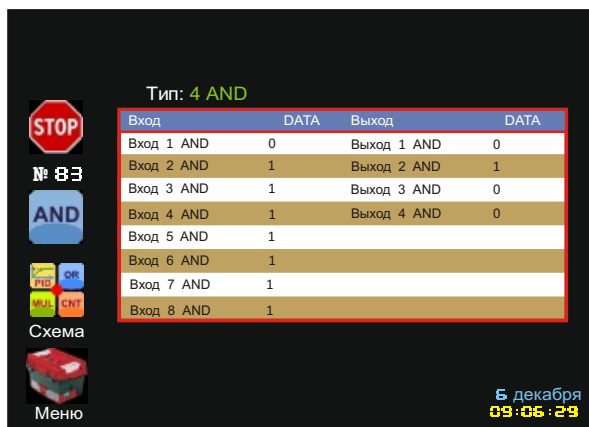 Тип: 4 AND
STOP
№ 83
AND
PID OR
MUL CNT
Схема
Меню
Вход DATA Выход DATA
Вход 1 AND 0 Выход 1 AND 0
Вход 2 AND 1 Выход 2 AND 1
Вход 3 AND 1 Выход 3 AND 0
Вход 4 AND 1 Выход 4 AND 0
Вход 5 AND 1
Вход 6 AND 1
Вход 7 AND 1
Вход 8 AND 1
6 декабря
09:06:29